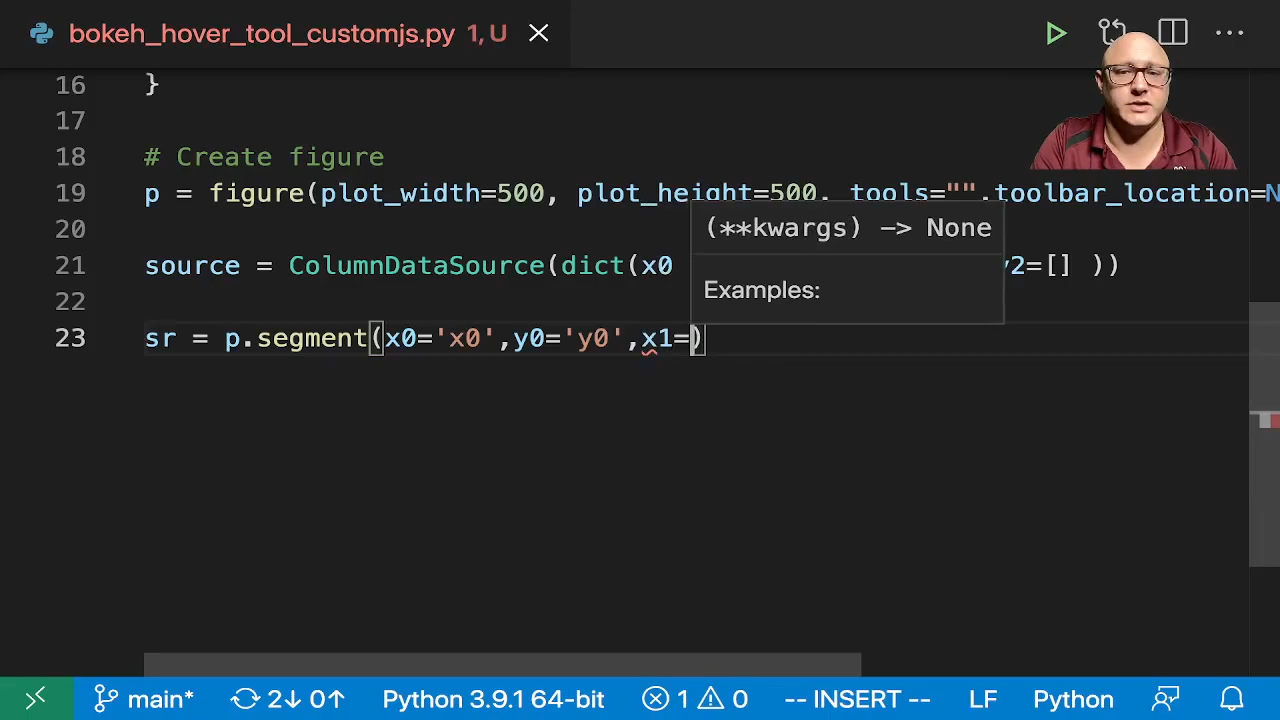 bokeh_hover_tool_customjs.py 1, U
16 }
17
18 # Create figure
19 p = figure(plot_width=500, plot_height=500, tools="",toolbar_location=N
20
(**kwargs) -> None
21 source = ColumnDataSource(dict(x0 y2=[] ))
Examples:
22
23 sr = p.segment(x0='x0',y0='y0',x1=)
main* 2↓ 0↑ Python 3.9.1 64-bit 1 0 -- INSERT -- LF Python